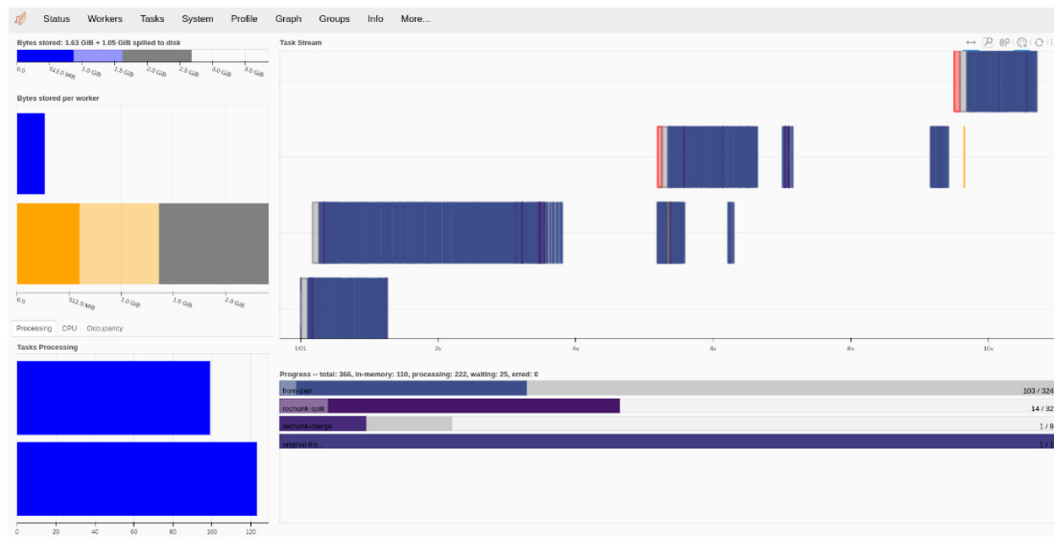 Status Workers Tasks System Profile Graph Groups Info More...
Bytes stored: 1.63 GiB + 1.05 GiB spilled to disk
0.0 512.0 MiB 1.0 GiB 1.5 GiB 2.0 GiB 2.5 GiB 3.0 GiB 3.5 GiB
Bytes stored per worker
0.0 512.0 MiB 1.0 GiB 1.5 GiB 2.0 GiB
Processing CPU Occupancy
Tasks Processing
0 20 40 60 80 100 120
Task Stream
2s 4s 6s 8s 10s
Progress -- total: 366, in-memory: 110, processing: 222, waiting: 25, erred: 0
from-zarr 103 / 324
rechunk-split 14 / 32
rechunk-merge 1 / 9
original-fro... 1 / 1